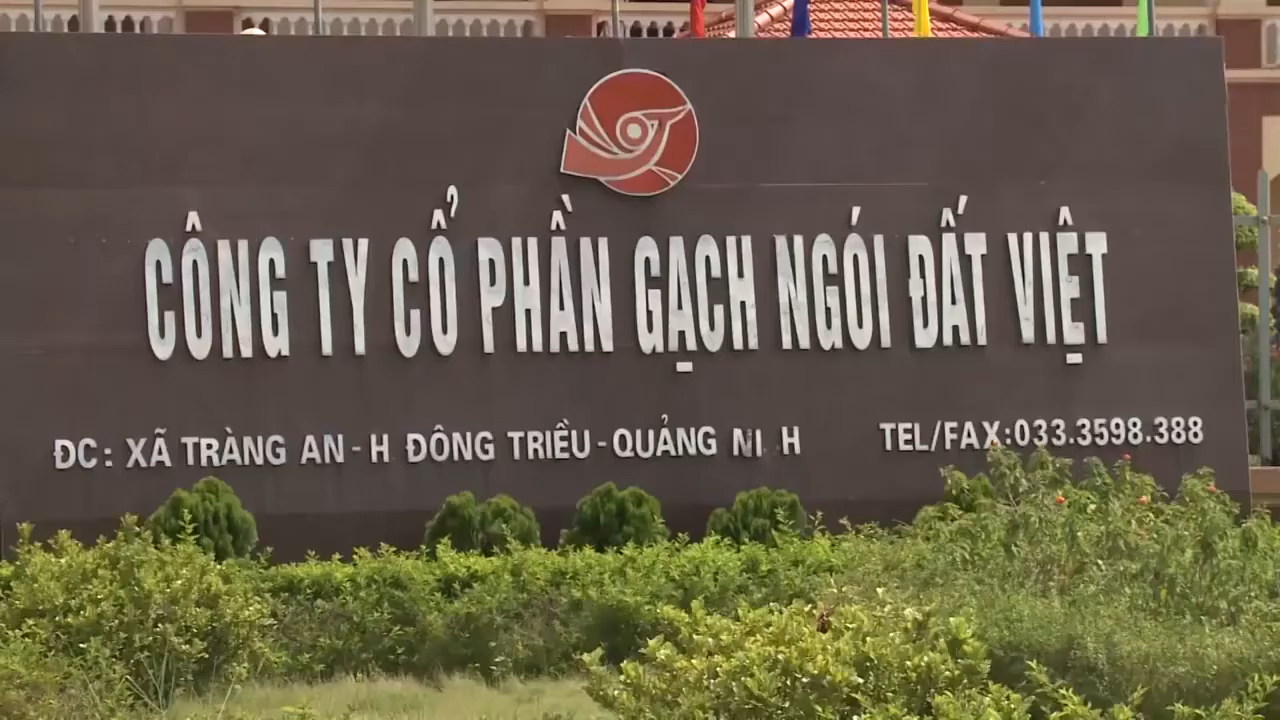 CÔNG TY CỔ PHẦN GẠCH NGÓI ĐẤT VIỆT
ĐC: XÃ TRÀNG AN - H ĐÔNG TRIỀU - QUẢNG NI H TEL/FAX:033.3598.388